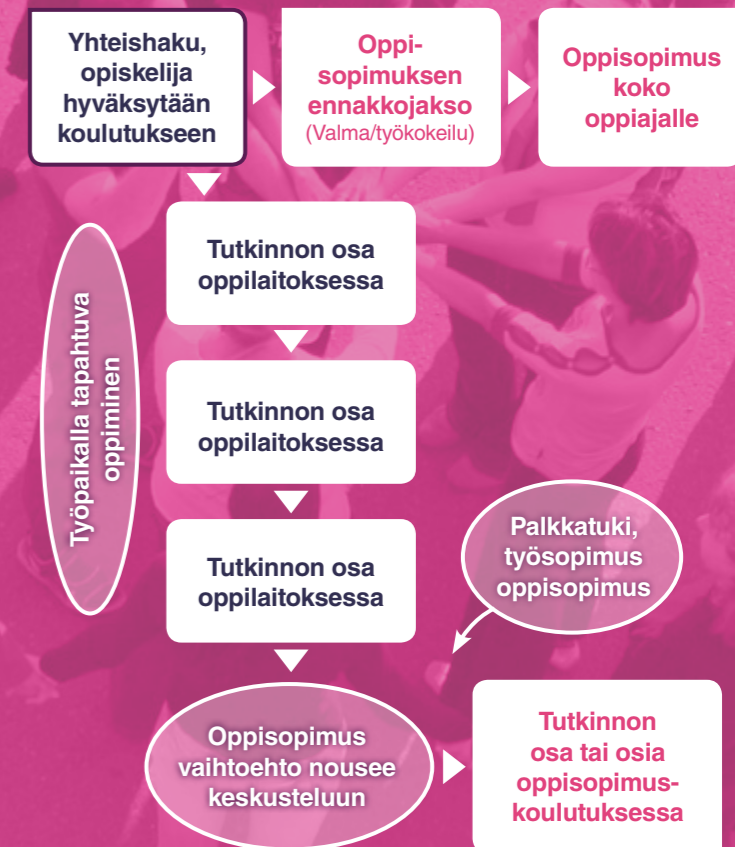 Yhteishaku,
opiskelija
hyväksytään
koulutukseen
Oppi-
sopimuksen
ennakkojakso
(Valma/työkokeilu)
Oppisopimus
koko
oppiajalle
Työpaikalla tapahtuva
oppiminen
Tutkinnon osa
oppilaitoksessa
Tutkinnon osa
oppilaitoksessa
Tutkinnon osa
oppilaitoksessa
Palkkatuki,
työsopimus
oppisopimus
Oppisopimus
vaihtoehto nousee
keskusteluun
Tutkinnon
osa tai osia
oppisopimus-
koulutuksessa